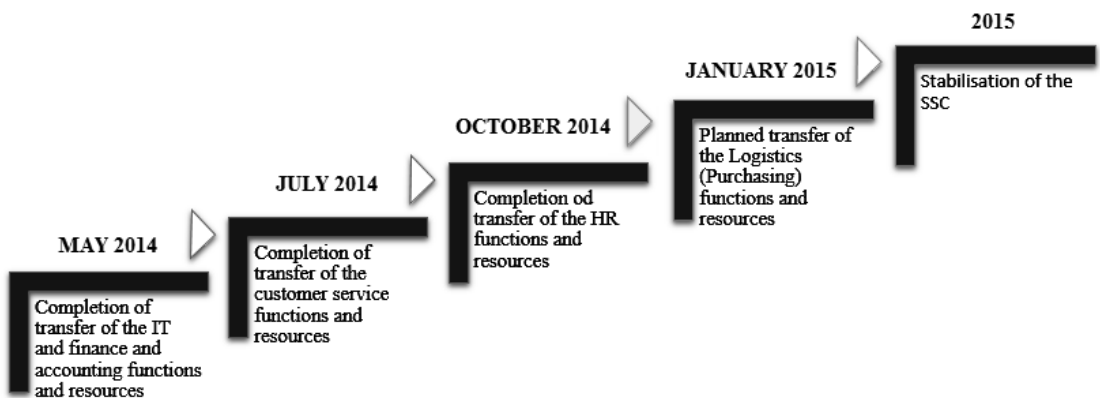 MAY 2014
Completion of
transfer of the IT
and finance and
accounting functions
and resources
JULY 2014
Completion of
transfer of the
customer service
functions and
resources
OCTOBER 2014
Completion od
transfer of the HR
functions and
resources
JANUARY 2015
Planned transfer of
the Logistics
(Purchasing)
functions and
resources
2015
Stabilisation of the
SSC